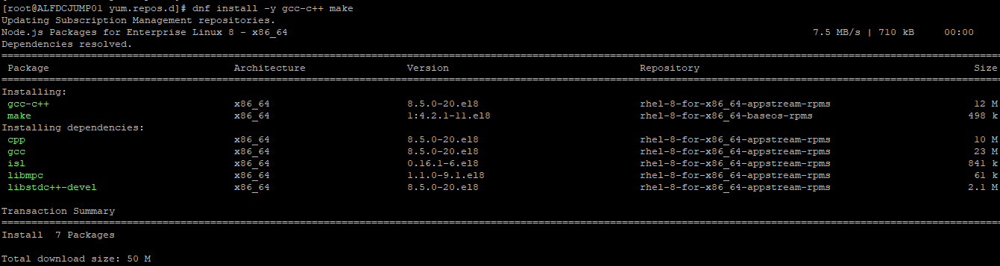 [root@ALFDCJUMP01 yum.repos.d]# dnf install -y gcc-c++ make
Updating Subscription Management repositories.
Node.js Packages for Enterprise Linux 8 - x86_64 7.5 MB/s | 710 kB 00:00
Dependencies resolved.
Package Architecture Version Repository Size
Installing:
gcc-c++ x86_64 8.5.0-20.el8 rhel-8-for-x86_64-appstream-rpms 12 M
make x86_64 1:4.2.1-11.el8 rhel-8-for-x86_64-baseos-rpms 498 k
Installing dependencies:
cpp x86_64 8.5.0-20.el8 rhel-8-for-x86_64-appstream-rpms 10 M
gcc x86_64 8.5.0-20.el8 rhel-8-for-x86_64-appstream-rpms 23 M
isl x86_64 0.16.1-6.el8 rhel-8-for-x86_64-appstream-rpms 841 k
libmpc x86_64 1.1.0-9.1.el8 rhel-8-for-x86_64-appstream-rpms 61 k
libstdc++-devel x86_64 8.5.0-20.el8 rhel-8-for-x86_64-appstream-rpms 2.1 M
Transaction Summary
Install 7 Packages
Total download size: 50 M